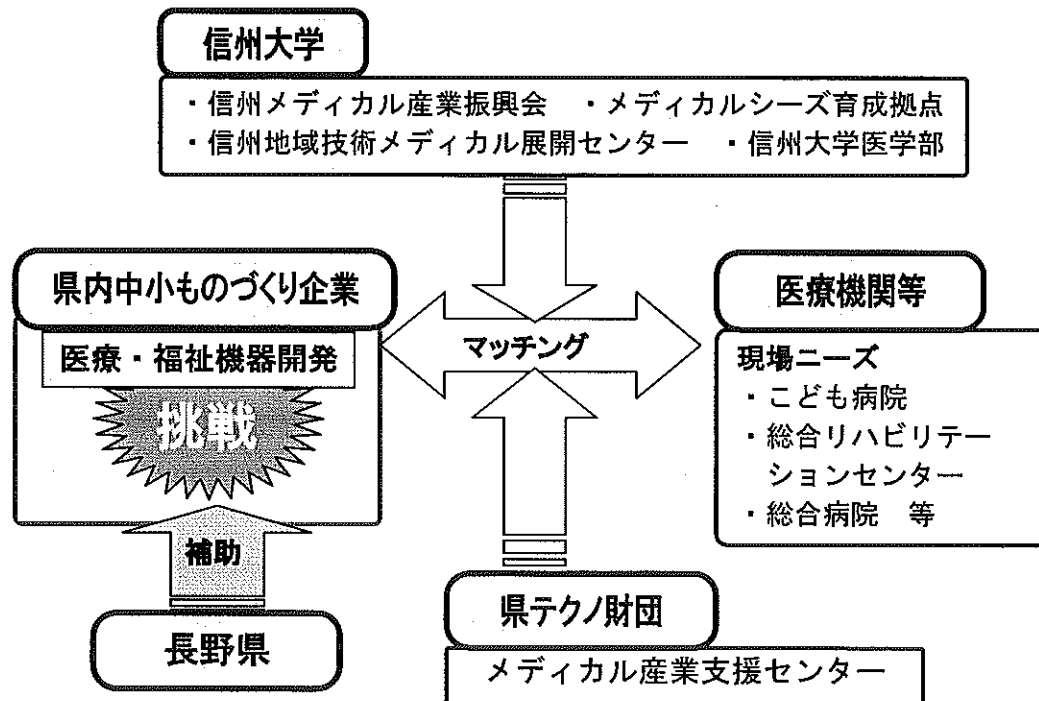 信州大学
・信州メディカル産業振興会　・メディカルシーズ育成拠点
・信州地域技術メディカル展開センター　・信州大学医学部
県内中小ものづくり企業
医療・福祉機器開発
挑戦
補助
長野県
マッチング
医療機関等
現場ニーズ
・こども病院
・総合リハビリテー
ションセンター
・総合病院　等
県テクノ財団
メディカル産業支援センター